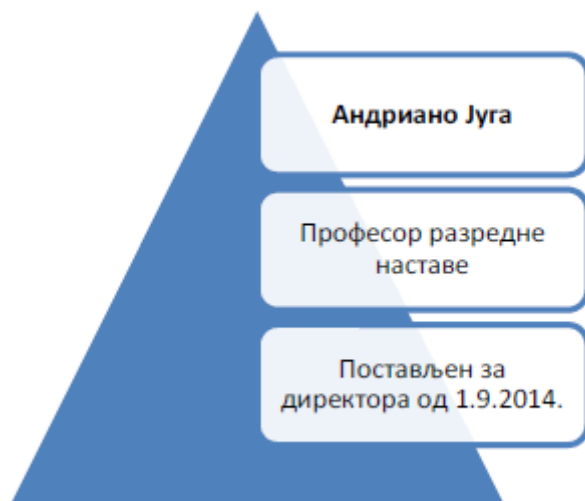 Андриано Југа
Професор разредне
наставе
Постављен за
директора од 1.9.2014.